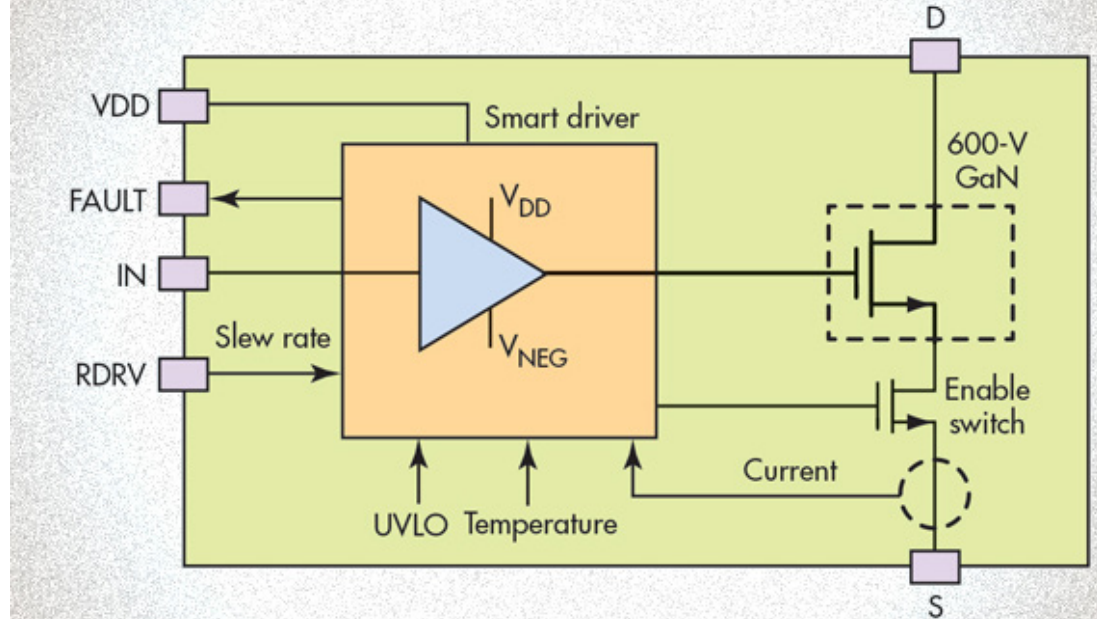 D
VDD
Smart driver
600-V
GaN
FAULT
VDD
IN
Slew rate
VNEG
RDRV
Enable
switch
Current
UVLO Temperature
S